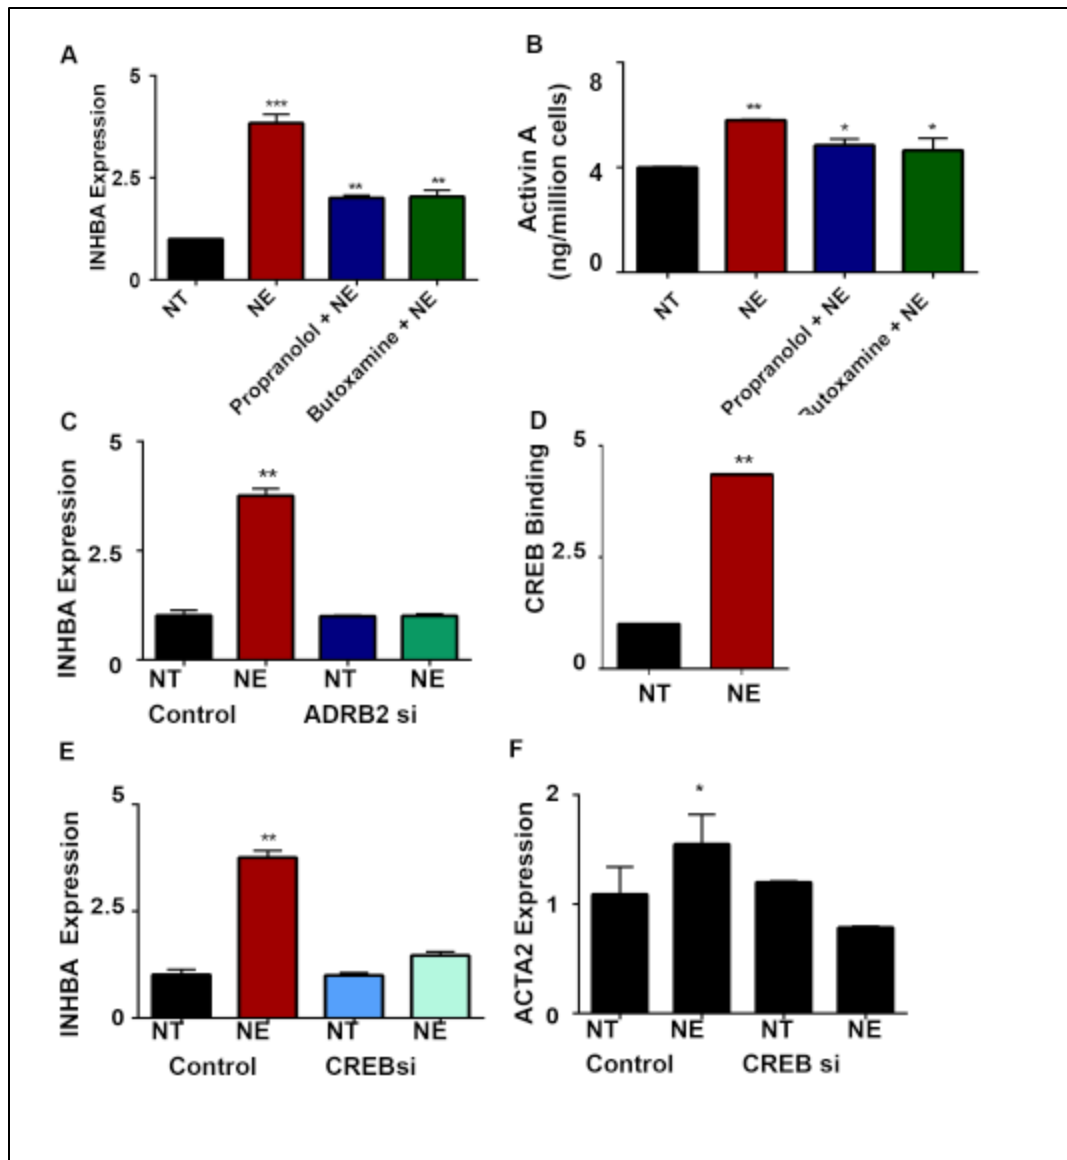 A
INHBA Expression
5
2.5
0
***
**
**
NT
NE
Propranolol + NE
Butoxamine + NE
B
Activin A
(ng/million cells)
8
4
0
**
*
*
NT
NE
Propranolol + NE
Butoxamine + NE
C
INHBA Expression
5
2.5
0
**
NT NE NT NE
Control ADRB2 si
D
CREB Binding
5
2.5
0
**
NT NE
E
INHBA Expression
5
2.5
0
**
NT NE NT NE
Control CREBsi
F
ACTA2 Expression
2
1
0
*
NT NE NT NE
Control CREB si